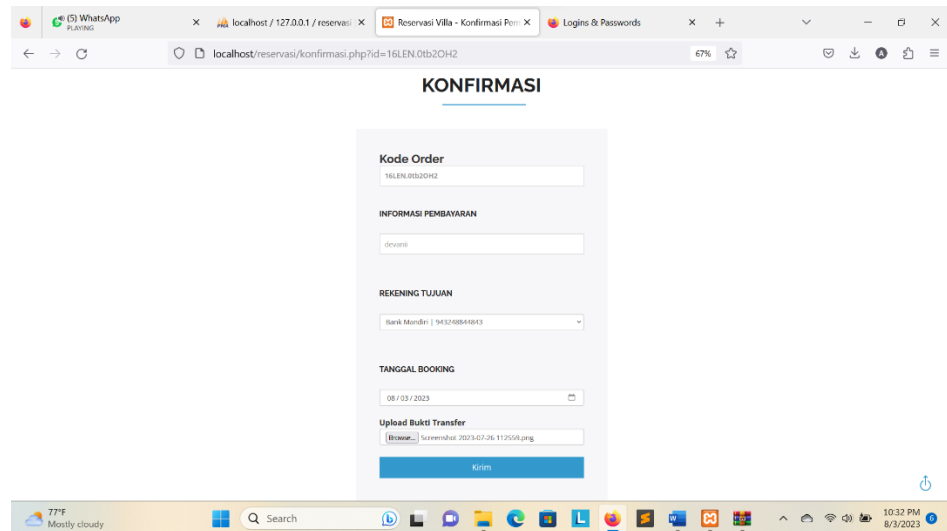 (5) WhatsApp
PLAYING
localhost / 127.0.0.1 / reservasi
Reservasi Villa - Konfirmasi Pem
Logins & Passwords
localhost/reservasi/konfirmasi.php?id=16LEN.0tb2OH2
67%
KONFIRMASI
Kode Order
16LEN.0tb2OH2
INFORMASI PEMBAYARAN
devanii
REKENING TUJUAN
Bank Mandiri | 943248844843
TANGGAL BOOKING
08 / 03 / 2023
Upload Bukti Transfer
Browse... Screenshot 2023-07-26 112559.png
Kirim
77°F
Mostly cloudy
Search
10:32 PM
8/3/2023
6